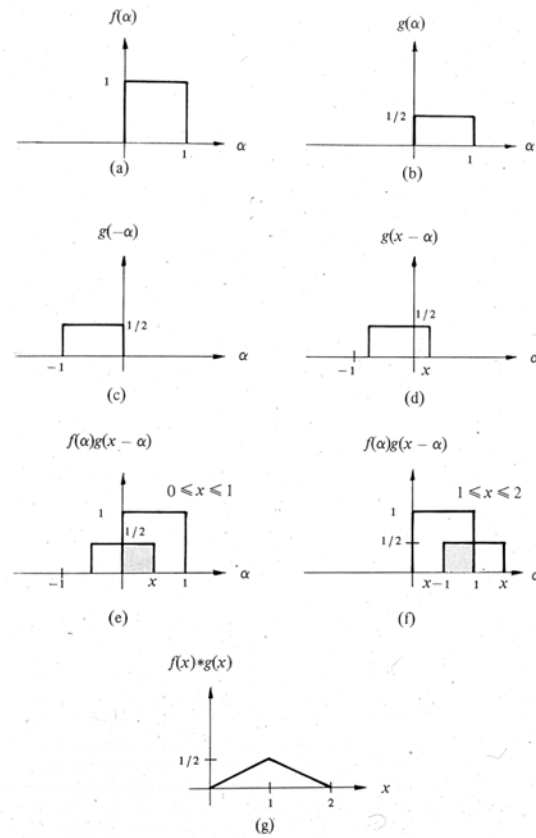 f(α)
1
1
α
(a)
g(α)
1/2
1
α
(b)
g(−α)
1/2
−1
α
(c)
g(x − α)
1/2
−1
x
α
(d)
f(α)g(x − α)
0 ⩽ x ⩽ 1
1
1/2
−1
x
1
α
(e)
f(α)g(x − α)
1 ⩽ x ⩽ 2
1
1/2
x−1
1
x
α
(f)
f(x)*g(x)
1/2
1
2
x
(g)